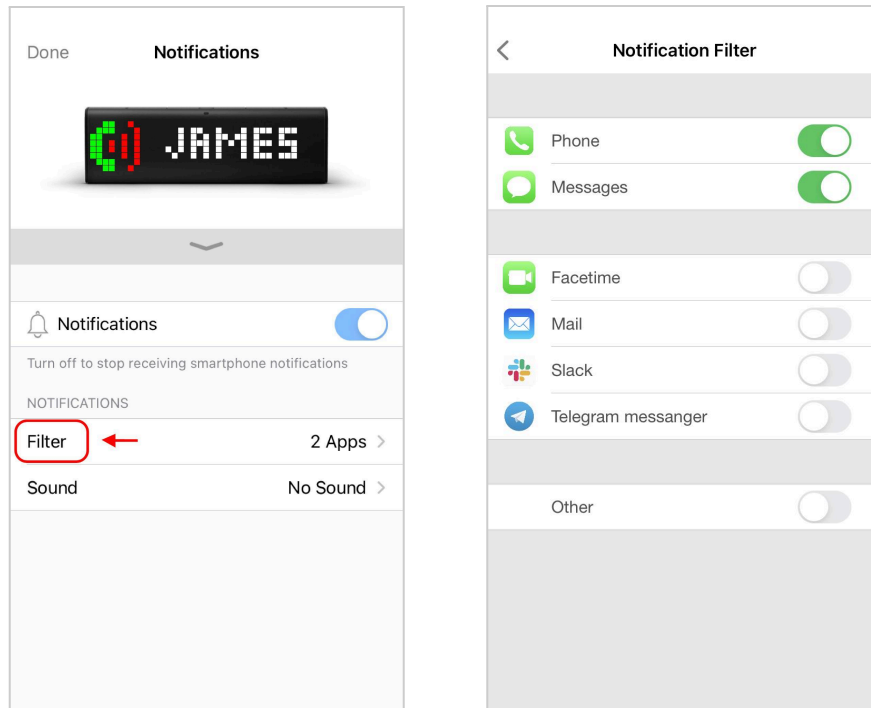 Done Notifications
JAMES
Notifications
Turn off to stop receiving smartphone notifications
NOTIFICATIONS
Filter 2 Apps
Sound No Sound
Notification Filter
Phone
Messages
Facetime
Mail
Slack
Telegram messanger
Other